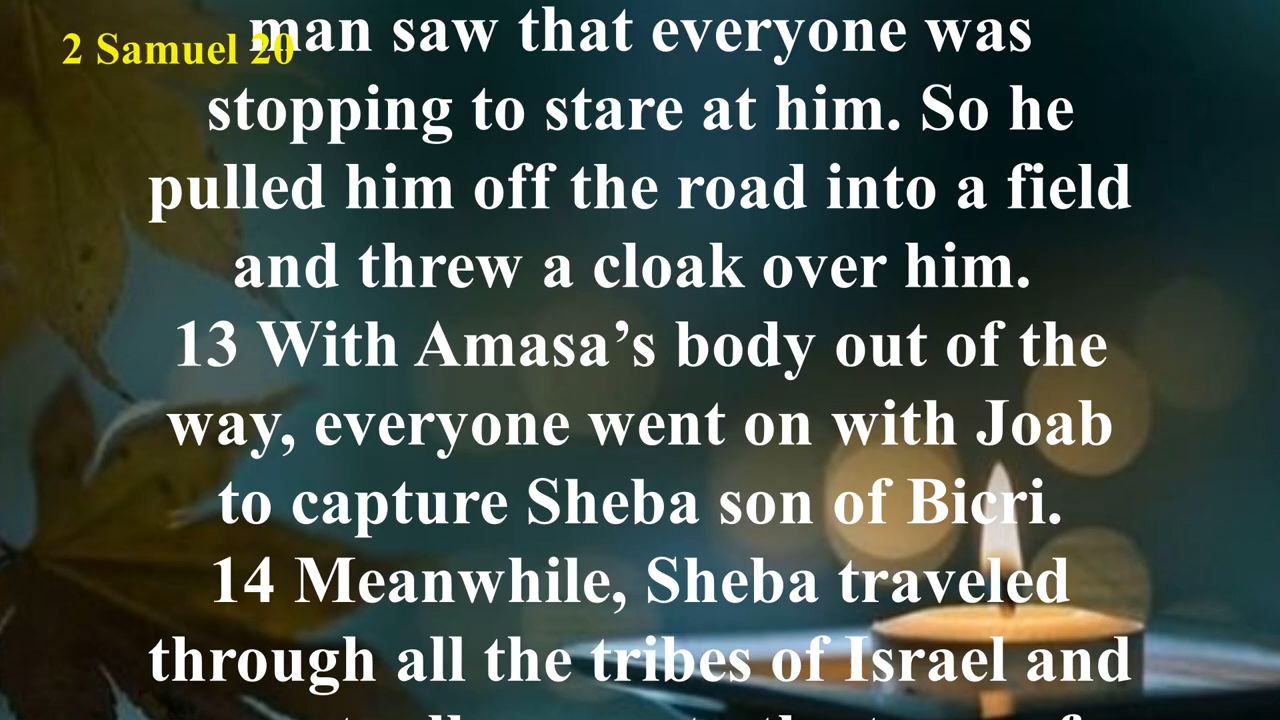 2 Samuel 20
man saw that everyone was
stopping to stare at him. So he
pulled him off the road into a field
and threw a cloak over him.
13 With Amasa’s body out of the
way, everyone went on with Joab
to capture Sheba son of Bicri.
14 Meanwhile, Sheba traveled
through all the tribes of Israel and